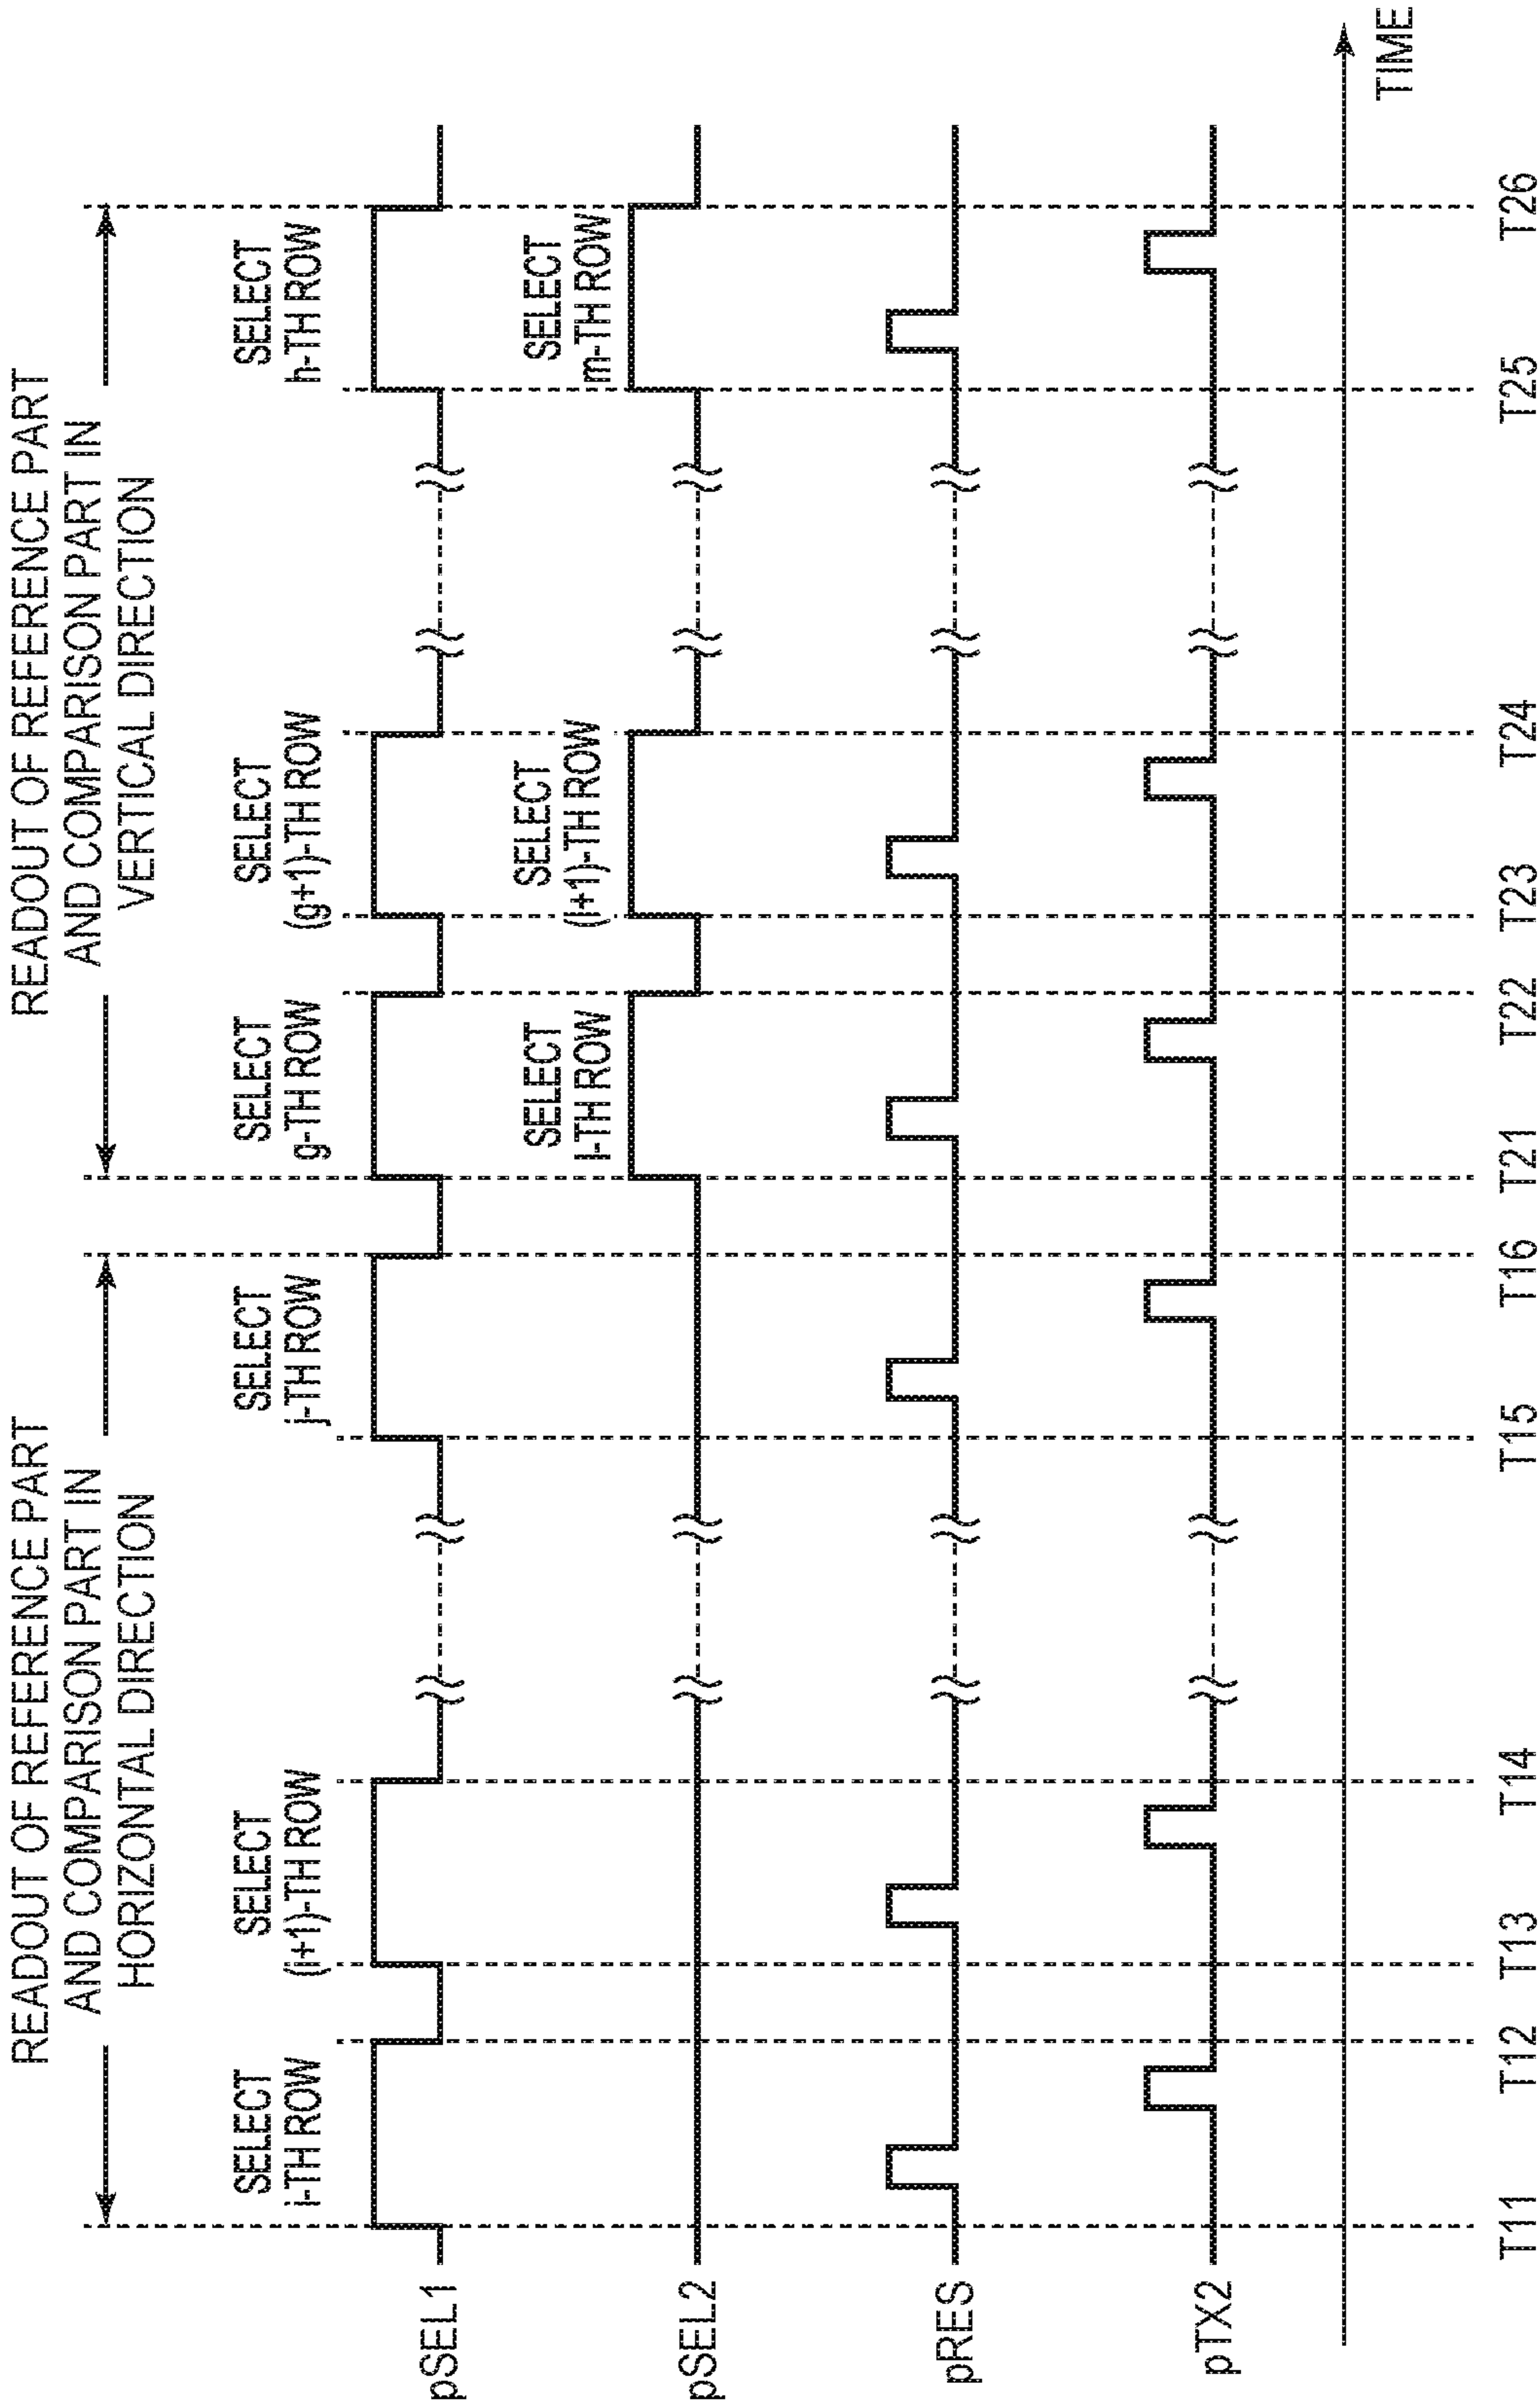 READOUT OF REFERENCE PART
AND COMPARISON PART IN
HORIZONTAL DIRECTION
READOUT OF REFERENCE PART
AND COMPARISON PART IN
VERTICAL DIRECTION
SELECT
i-TH ROW
SELECT
(i+1)-TH ROW
SELECT
j-TH ROW
SELECT
g-TH ROW
SELECT
(g+1)-TH ROW
SELECT
h-TH ROW
pSEL1
SELECT
l-TH ROW
SELECT
(l+1)-TH ROW
SELECT
m-TH ROW
pSEL2
pRES
pTX2
TIME
T11 T12 T13 T14 T15 T16 T21 T22 T23 T24 T25 T26